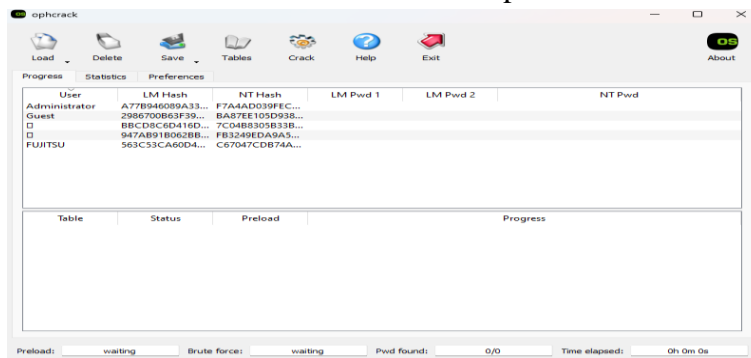 ophcrack
Load Delete Save Tables Crack Help Exit OS About
Progress Statistics Preferences
User LM Hash NT Hash LM Pwd 1 LM Pwd 2 NT Pwd
Administrator A77B946089A33... F7A4AD039FEC...
Guest 2986700B63F39... BA87EE105D938...
BBCD8C6D416D... 7C04B8305B33B...
947AB91B062BB... FB3249EDA9A5...
FUJITSU 563C53CA60D4... C67047CDB74A...
Table Status Preload Progress
Preload: waiting Brute force: waiting Pwd found: 0/0 Time elapsed: 0h 0m 0s